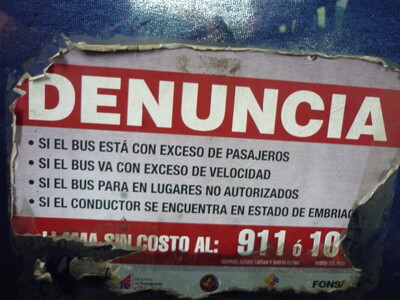 DENUNCIA
• SI EL BUS ESTÁ CON EXCESO DE PASAJEROS
• SI EL BUS VA CON EXCESO DE VELOCIDAD
• SI EL BUS PARA EN LUGARES NO AUTORIZADOS
• SI EL CONDUCTOR SE ENCUENTRA EN ESTADO DE EMBRIAG
LLAMA SIN COSTO AL: 911 ó 10
FONS